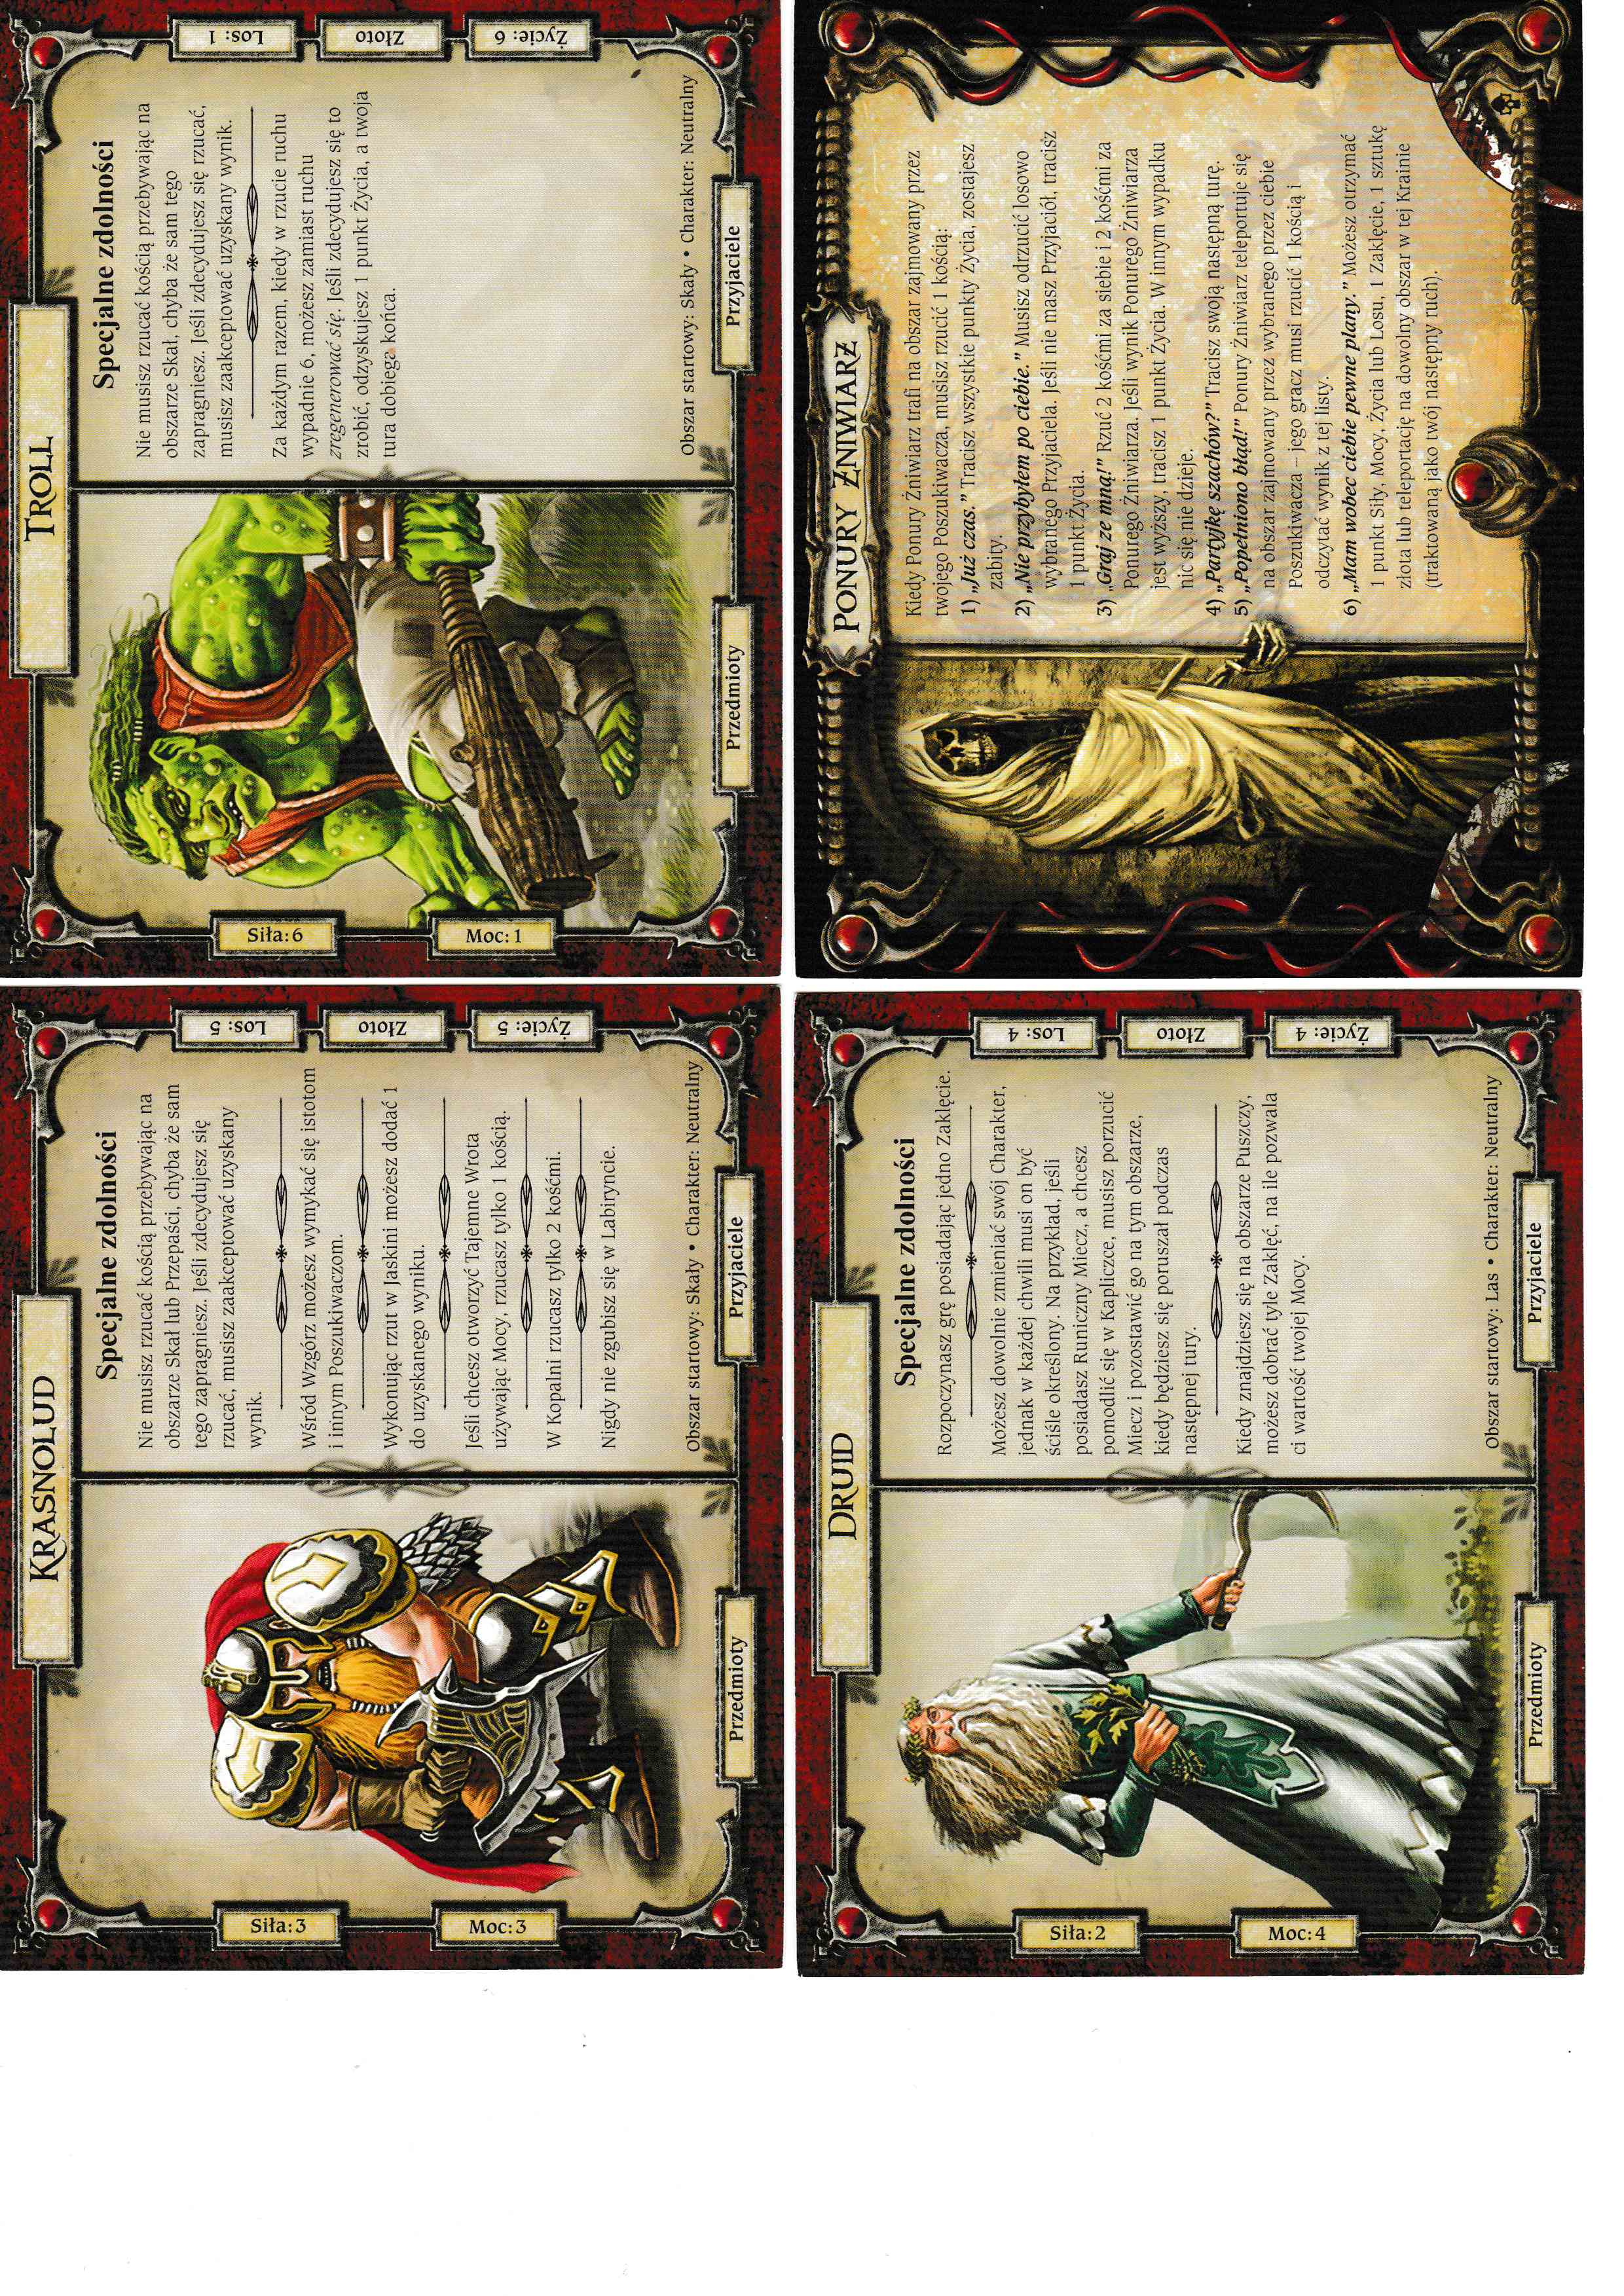 KRASNOLUD
Specjalne zdolności
Nie musisz rzucać kością przebywając na
obszarze Skał lub Przepaści, chyba że sam
tego zapragniesz. Jeśli zdecydujesz się
rzucać, musisz zaakceptować uzyskany
wynik.
Wśród Wzgórz możesz wymykać się istotom
i innym Poszukiwaczom.
Wykonując rzut w Jaskini możesz dodać 1
do uzyskanego wyniku.
Jeśli chcesz otworzyć Tajemne Wrota
używając Mocy, rzucasz tylko 1 kością.
W Kopalni rzucasz tylko 2 kośćmi.
Nigdy nie zgubisz się w Labiryncie.
Obszar startowy: Skały • Charakter: Neutralny
Siła: 3
Moc: 3
Los: 5
Złoto
Życie: 5
Przedmioty
Przyjaciele
TROLL
Specjalne zdolności
Nie musisz rzucać kością przebywając na
obszarze Skał, chyba że sam tego
zapragniesz. Jeśli zdecydujesz się rzucać,
musisz zaakceptować uzyskany wynik.
Za każdym razem, kiedy w rzucie ruchu
wypadnie 6, możesz zamiast ruchu
zregenerować się. Jeśli zdecydujesz się to
zrobić, odzyskujesz 1 punkt Życia, a twoja
tura dobiega końca.
Obszar startowy: Skały • Charakter: Neutralny
Siła: 6
Moc: 1
Los: 1
Złoto
Życie: 6
Przedmioty
Przyjaciele
DRUID
Specjalne zdolności
Rozpoczynasz grę posiadając jedno Zaklęcie.
Możesz dowolnie zmieniać swój Charakter,
jednak w każdej chwili musi on być
ściśle określony. Na przykład, jeśli
posiadasz Runiczny Miecz, a chcesz
pomodlić się w Kapliczce, musisz porzucić
Miecz i pozostawić go na tym obszarze,
kiedy będziesz się poruszał podczas
następnej tury.
Kiedy znajdziesz się na obszarze Puszczy,
możesz dobrać tyle Zaklęć, na ile pozwala
ci wartość twojej Mocy.
Obszar startowy: Las • Charakter: Neutralny
Siła: 2
Moc: 4
Los: 4
Złoto
Życie: 4
Przedmioty
Przyjaciele
PONURY ŻNIWIARZ
Kiedy Ponury Żniwiarz trafi na obszar zajmowany przez
twojego Poszukiwacza, musisz rzucić 1 kością:
1) „Już czas.” Tracisz wszystkie punkty Życia, zostajesz
zabity.
2) „Nie przybyłem po ciebie.” Musisz odrzucić losowo
wybranego Przyjaciela. Jeśli nie masz Przyjaciół, tracisz
1 punkt Życia.
3) „Graj ze mną!” Rzuć 2 kośćmi za siebie i 2 kośćmi za
Ponurego Żniwiarza. Jeśli wynik Ponurego Żniwiarza
jest wyższy, tracisz 1 punkt Życia. W innym wypadku
nic się nie dzieje.
4) „Partyjkę szachów?” Tracisz swoją następną turę.
5) „Popełniono błąd!” Ponury Żniwiarz teleportuje się
na obszar zajmowany przez wybranego przez ciebie
Poszukiwacza – jego gracz musi rzucić 1 kością i
odczytać wynik z tej listy.
6) „Mam wobec ciebie pewne plany.” Możesz otrzymać
1 punkt Siły, Mocy, Życia lub Losu, 1 Zaklęcie, 1 sztukę
złota lub teleportację na dowolny obszar w tej Krainie
(traktowaną jako twój następny ruch).